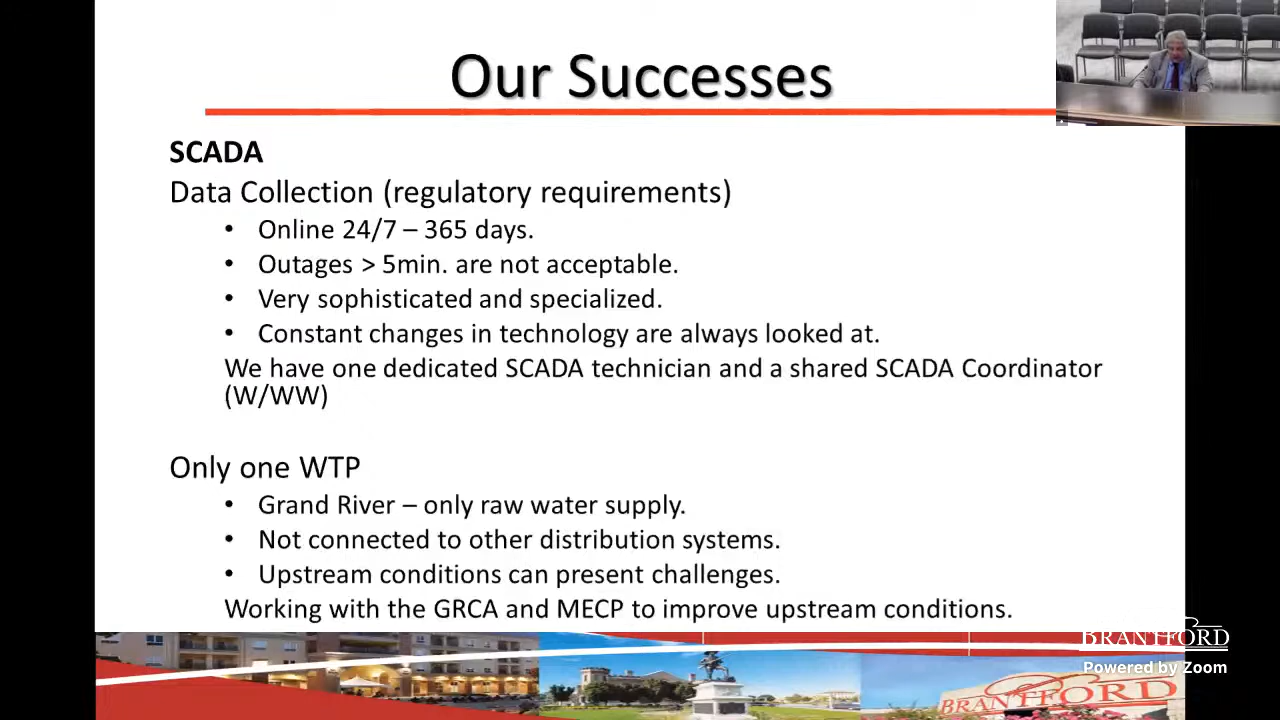 Our Successes
SCADA
Data Collection (regulatory requirements)
• Online 24/7 – 365 days.
• Outages > 5min. are not acceptable.
• Very sophisticated and specialized.
• Constant changes in technology are always looked at.
We have one dedicated SCADA technician and a shared SCADA Coordinator
(W/WW)
Only one WTP
• Grand River – only raw water supply.
• Not connected to other distribution systems.
• Upstream conditions can present challenges.
Working with the GRCA and MECP to improve upstream conditions.
BRANTFORD
Powered by Zoom
BRANTFORD